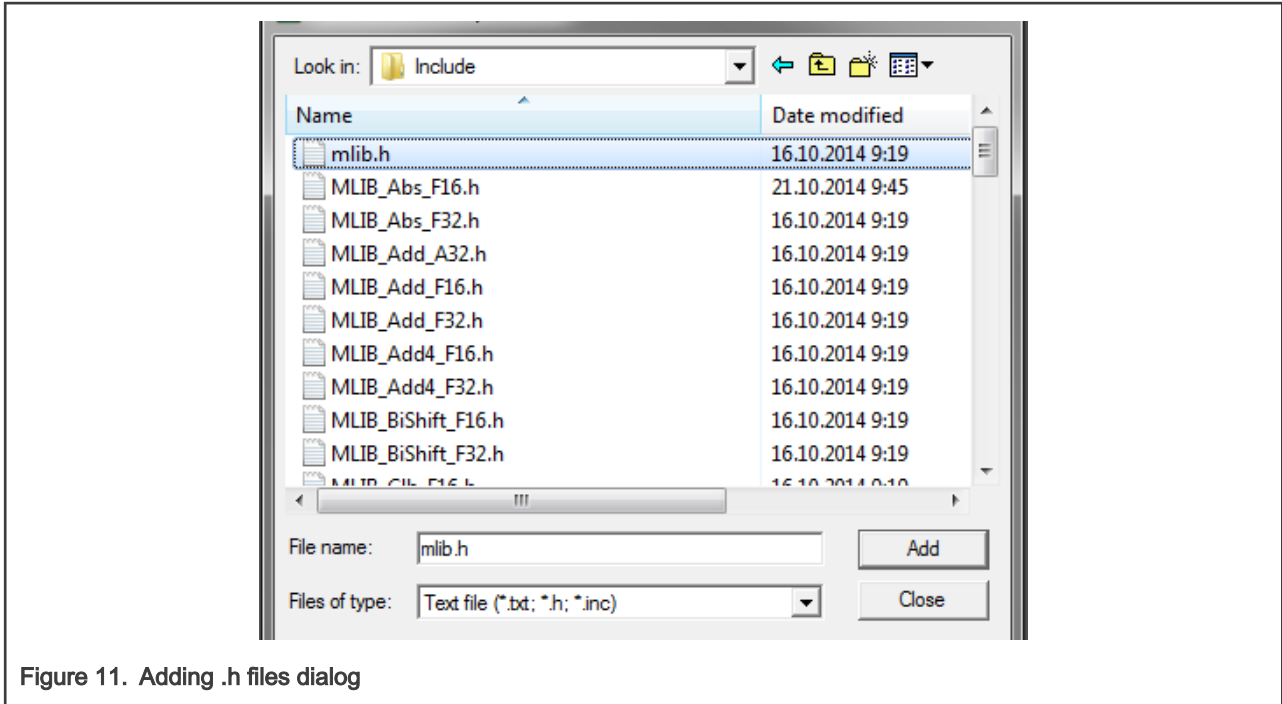 Look in: Include
Name Date modified
mlib.h 16.10.2014 9:19
MLIB_Abs_F16.h 21.10.2014 9:45
MLIB_Abs_F32.h 16.10.2014 9:19
MLIB_Add_A32.h 16.10.2014 9:19
MLIB_Add_F16.h 16.10.2014 9:19
MLIB_Add_F32.h 16.10.2014 9:19
MLIB_Add4_F16.h 16.10.2014 9:19
MLIB_Add4_F32.h 16.10.2014 9:19
MLIB_BiShift_F16.h 16.10.2014 9:19
MLIB_BiShift_F32.h 16.10.2014 9:19
File name: mlib.h Add
Files of type: Text file (*.txt; *.h; *.inc) Close
Figure 11. Adding .h files dialog